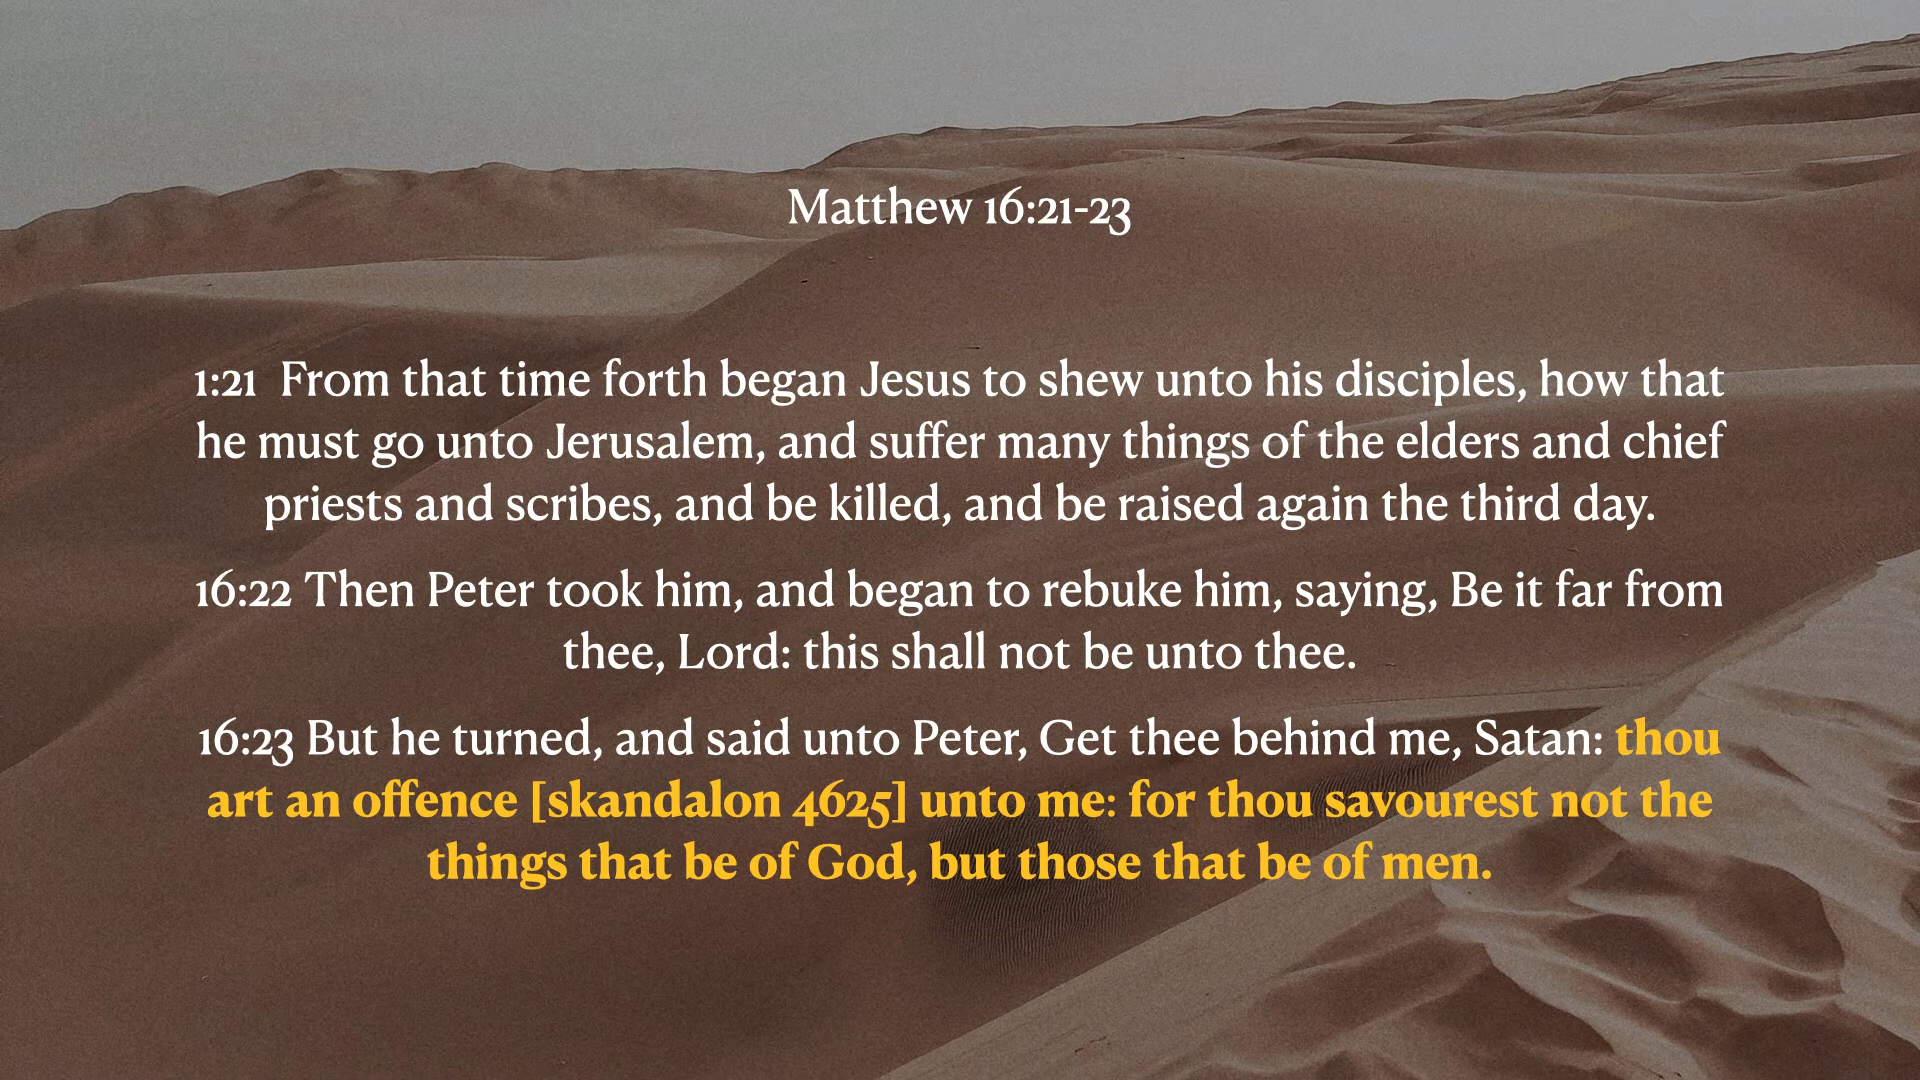 Matthew 16:21-23
1:21  From that time forth began Jesus to shew unto his disciples, how that
he must go unto Jerusalem, and suffer many things of the elders and chief
priests and scribes, and be killed, and be raised again the third day.
16:22 Then Peter took him, and began to rebuke him, saying, Be it far from
thee, Lord: this shall not be unto thee.
16:23 But he turned, and said unto Peter, Get thee behind me, Satan: thou
art an offence [skandalon 4625] unto me: for thou savourest not the
things that be of God, but those that be of men.